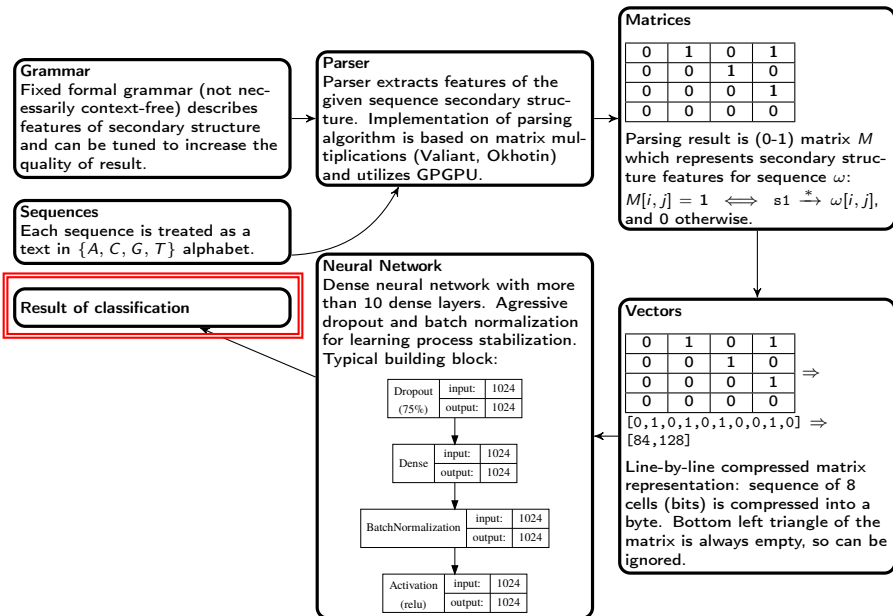 Grammar
Fixed formal grammar (not nec-
essarily context-free) describes
features of secondary structure
and can be tuned to increase the
quality of result.
Sequences
Each sequence is treated as a
text in {A, C, G, T} alphabet.
Result of classification
Parser
Parser extracts features of the
given sequence secondary struc-
ture. Implementation of parsing
algorithm is based on matrix mul-
tiplications (Valiant, Okhotin)
and utilizes GPGPU.
Matrices
0 1 0 1
0 0 1 0
0 0 0 1
0 0 0 0
Parsing result is (0-1) matrix M
which represents secondary struc-
ture features for sequence ω:
M[i, j] = 1 ⟺ s1 →* ω[i, j],
and 0 otherwise.
Neural Network
Dense neural network with more
than 10 dense layers. Agressive
dropout and batch normalization
for learning process stabilization.
Typical building block:
Dropout (75%) input: 1024
output: 1024
Dense input: 1024
output: 1024
BatchNormalization input: 1024
output: 1024
Activation (relu) input: 1024
output: 1024
Vectors
0 1 0 1
0 0 1 0
0 0 0 1 ⇒
0 0 0 0
[0,1,0,1,0,1,0,0,1,0] ⇒
[84,128]
Line-by-line compressed matrix
representation: sequence of 8
cells (bits) is compressed into a
byte. Bottom left triangle of the
matrix is always empty, so can be
ignored.